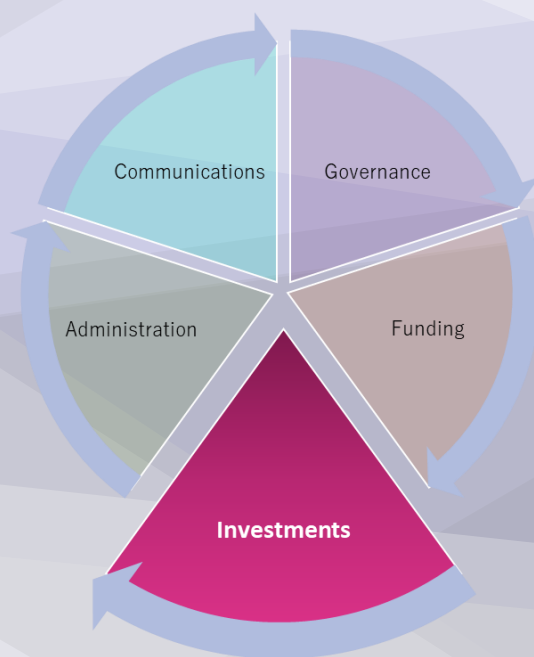 Communications
Governance
Administration
Funding
Investments